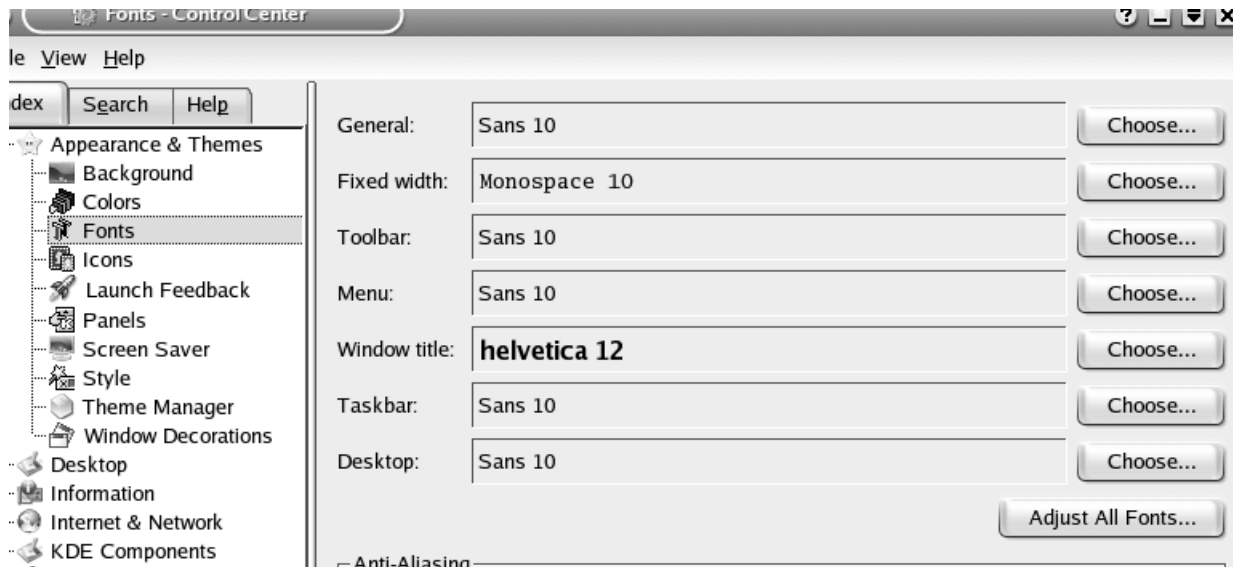 Fonts - Control Center
le View Help
dex Search Help
Appearance & Themes
Background
Colors
Fonts
Icons
Launch Feedback
Panels
Screen Saver
Style
Theme Manager
Window Decorations
Desktop
Information
Internet & Network
KDE Components
General: Sans 10 Choose...
Fixed width: Monospace 10 Choose...
Toolbar: Sans 10 Choose...
Menu: Sans 10 Choose...
Window title: helvetica 12 Choose...
Taskbar: Sans 10 Choose...
Desktop: Sans 10 Choose...
Adjust All Fonts...
Anti-Aliasing